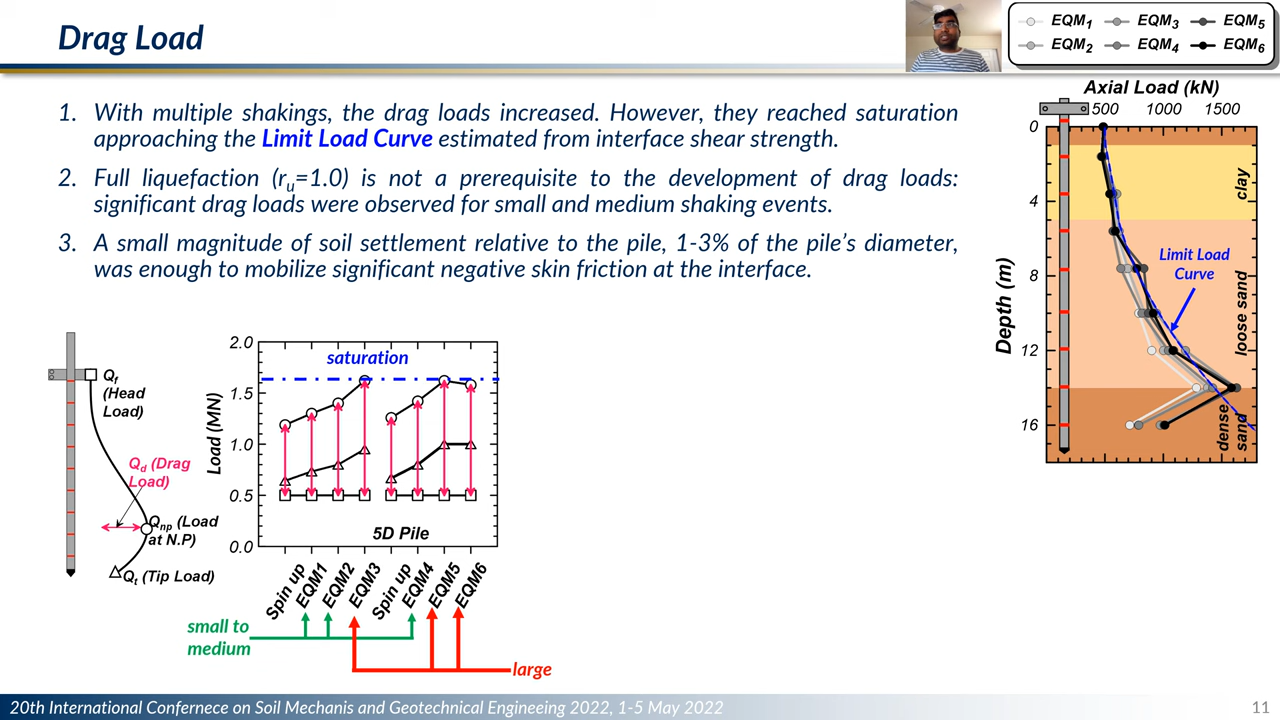 Drag Load
EQM1 EQM3 EQM5
EQM2 EQM4 EQM6
1. With multiple shakings, the drag loads increased. However, they reached saturation
approaching the Limit Load Curve estimated from interface shear strength.
2. Full liquefaction (ru=1.0) is not a prerequisite to the development of drag loads:
significant drag loads were observed for small and medium shaking events.
3. A small magnitude of soil settlement relative to the pile, 1-3% of the pile’s diameter,
was enough to mobilize significant negative skin friction at the interface.
Axial Load (kN)
500 1000 1500
0
4
8
12
16
Depth (m)
clay
loose sand
dense
sand
Limit Load
Curve
Qf
(Head
Load)
Qd (Drag
Load)
Qnp (Load
at N.P)
Qt (Tip Load)
Load (MN)
2.0
1.5
1.0
0.5
0.0
saturation
5D Pile
Spin up
EQM1
EQM2
EQM3
Spin up
EQM4
EQM5
EQM6
small to
medium
large
20th International Confernece on Soil Mechanis and Geotechnical Engineeing 2022, 1-5 May 2022
11